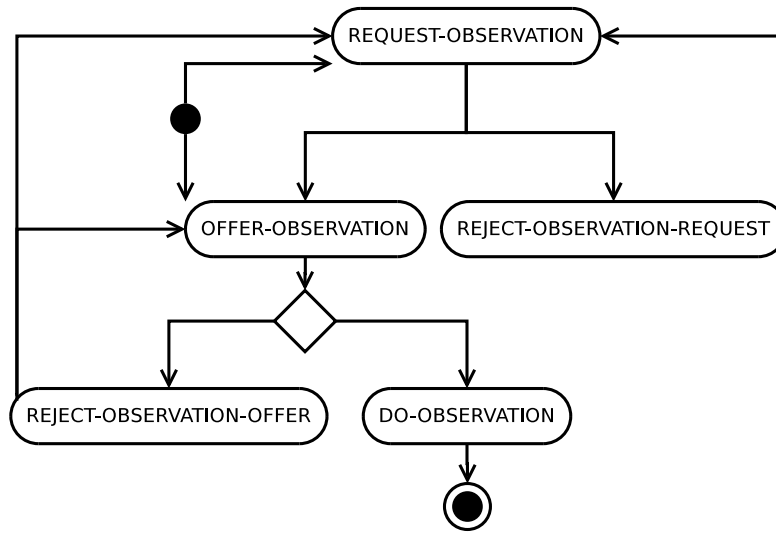 REQUEST-OBSERVATION
OFFER-OBSERVATION
REJECT-OBSERVATION-REQUEST
REJECT-OBSERVATION-OFFER
DO-OBSERVATION